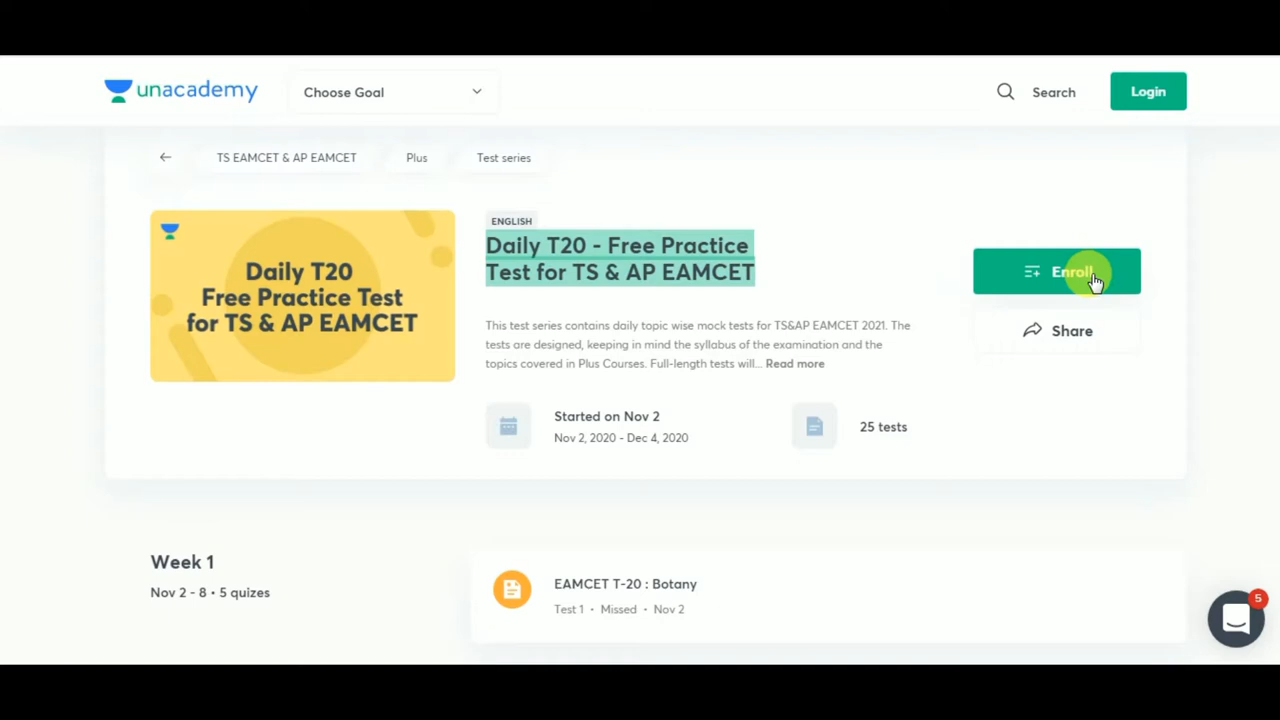 unacademy
Choose Goal
Search
Login
TS EAMCET & AP EAMCET
Plus
Test series
Daily T20
Free Practice Test
for TS & AP EAMCET
ENGLISH
Daily T20 - Free Practice
Test for TS & AP EAMCET
This test series contains daily topic wise mock tests for TS&AP EAMCET 2021. The
tests are designed, keeping in mind the syllabus of the examination and the
topics covered in Plus Courses. Full-length tests will... Read more
Started on Nov 2
Nov 2, 2020 - Dec 4, 2020
25 tests
Enroll
Share
Week 1
Nov 2 - 8 • 5 quizes
EAMCET T-20 : Botany
Test 1 • Missed • Nov 2
5